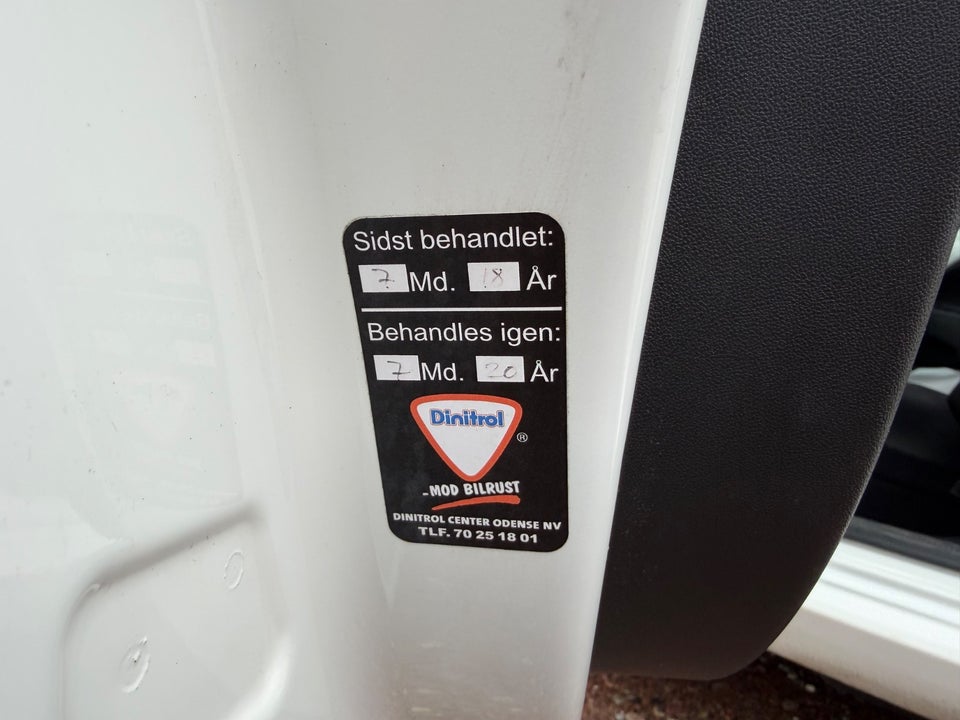 Sidst behandlet:
7 Md. 18 År
Behandles igen:
7 Md. 20 År
Dinitrol
®
-MOD BILRUST
DINITROL CENTER ODENSE NV
TLF. 70 25 18 01